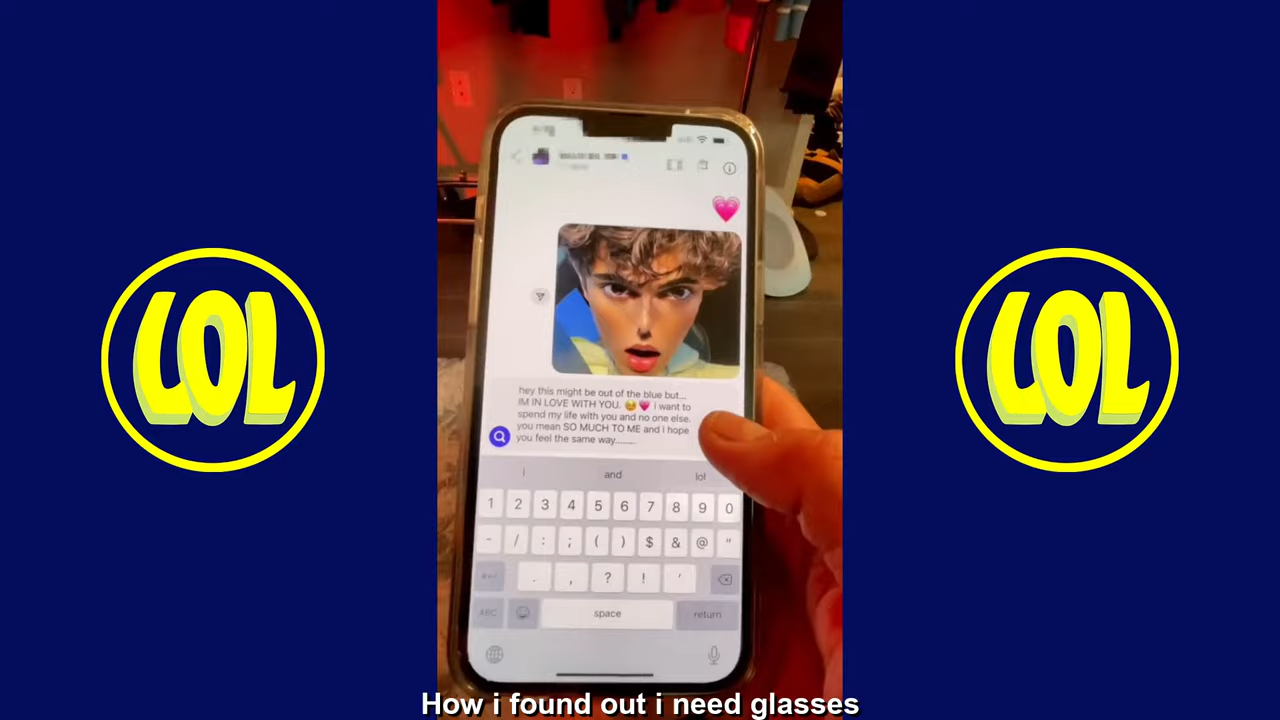 LOL
LOL
hey this might be out of the blue but...
IM IN LOVE WITH YOU. 🥹💗 i want to
spend my life with you and no one else.
you mean SO MUCH TO ME and i hope
you feel the same way.........
i and lol
1 2 3 4 5 6 7 8 9 0
- / : ; ( ) $ & @ "
#+= . , ? ! '
ABC space return
How i found out i need glasses